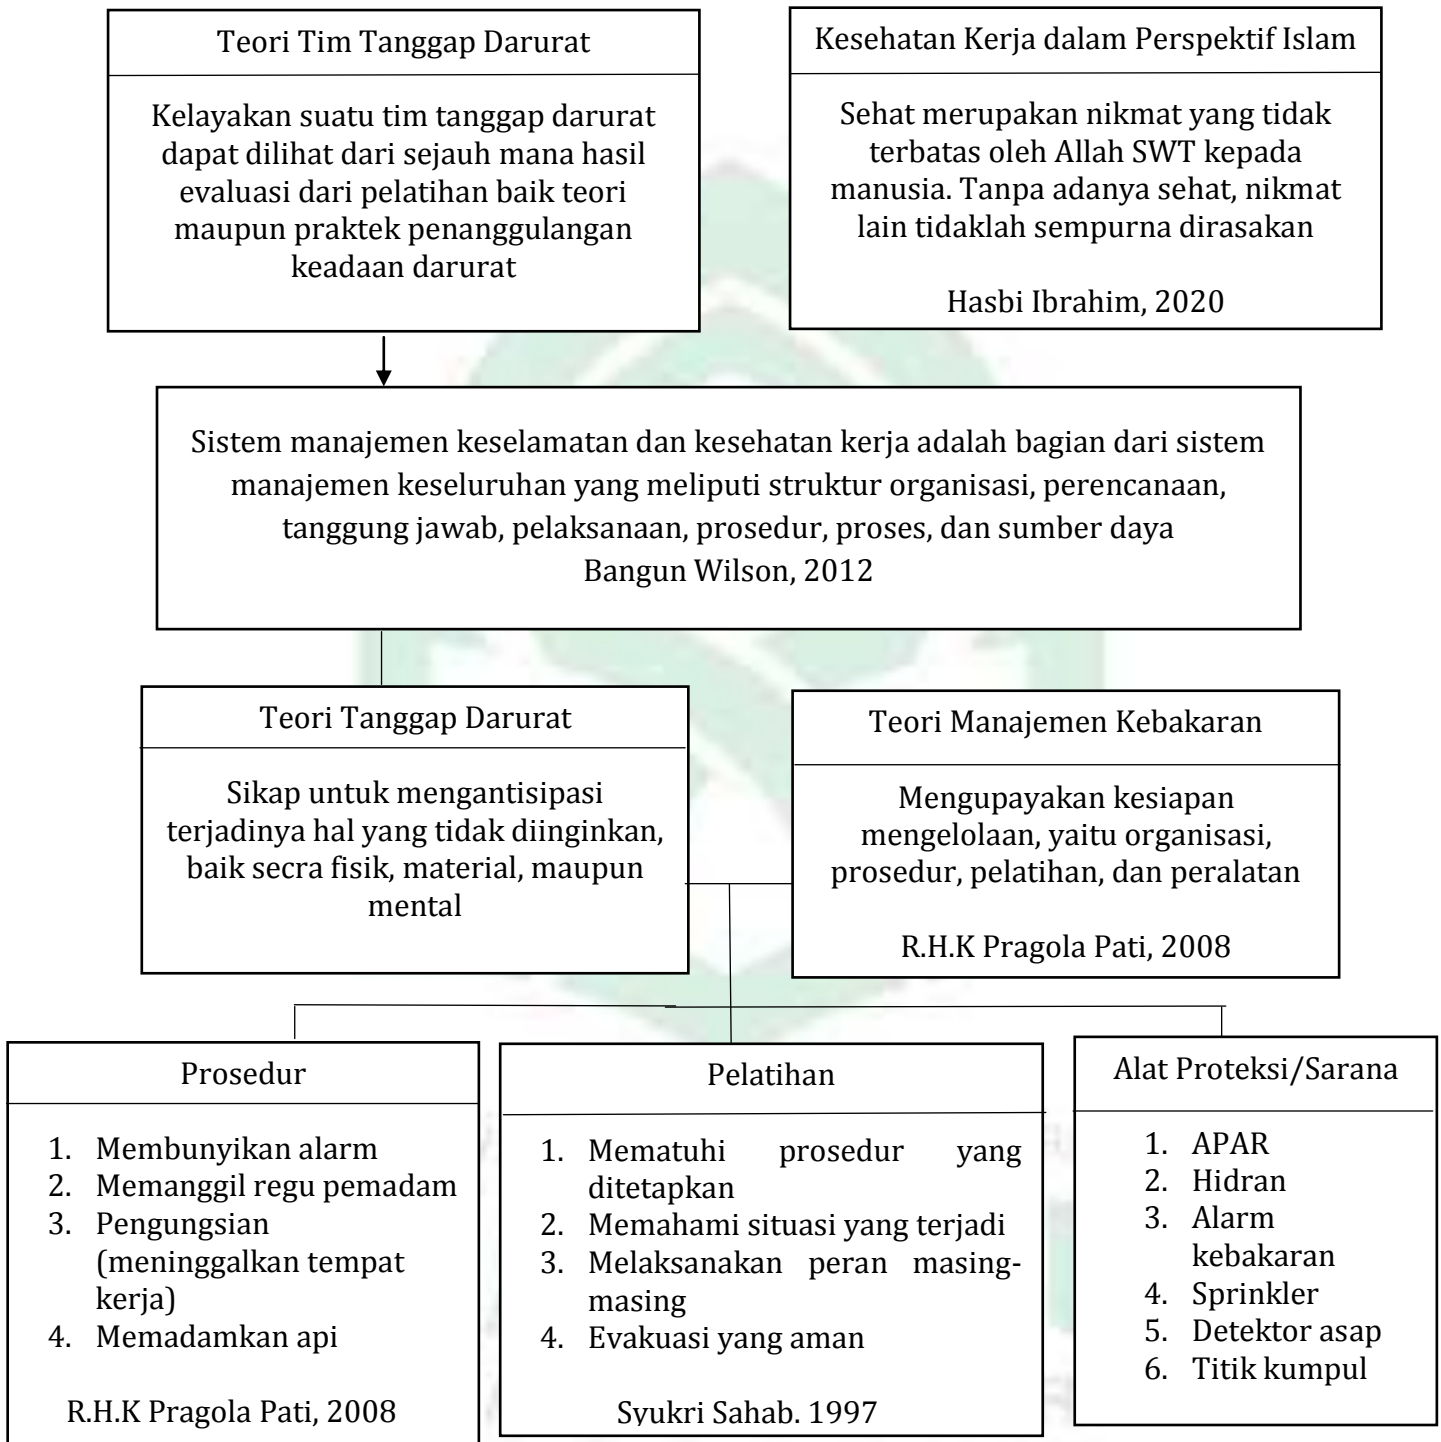 Teori Tim Tanggap Darurat
Kelayakan suatu tim tanggap darurat
dapat dilihat dari sejauh mana hasil
evaluasi dari pelatihan baik teori
maupun praktek penanggulangan
keadaan darurat
Kesehatan Kerja dalam Perspektif Islam
Sehat merupakan nikmat yang tidak
terbatas oleh Allah SWT kepada
manusia. Tanpa adanya sehat, nikmat
lain tidaklah sempurna dirasakan
Hasbi Ibrahim, 2020
Sistem manajemen keselamatan dan kesehatan kerja adalah bagian dari sistem
manajemen keseluruhan yang meliputi struktur organisasi, perencanaan,
tanggung jawab, pelaksanaan, prosedur, proses, dan sumber daya
Bangun Wilson, 2012
Teori Tanggap Darurat
Sikap untuk mengantisipasi
terjadinya hal yang tidak diinginkan,
baik secra fisik, material, maupun
mental
Teori Manajemen Kebakaran
Mengupayakan kesiapan
mengelolaan, yaitu organisasi,
prosedur, pelatihan, dan peralatan
R.H.K Pragola Pati, 2008
Prosedur
1. Membunyikan alarm
2. Memanggil regu pemadam
3. Pengungsian
(meninggalkan tempat
kerja)
4. Memadamkan api
R.H.K Pragola Pati, 2008
Pelatihan
1. Mematuhi prosedur yang
ditetapkan
2. Memahami situasi yang terjadi
3. Melaksanakan peran masing-
masing
4. Evakuasi yang aman
Syukri Sahab. 1997
Alat Proteksi/Sarana
1. APAR
2. Hidran
3. Alarm
kebakaran
4. Sprinkler
5. Detektor asap
6. Titik kumpul